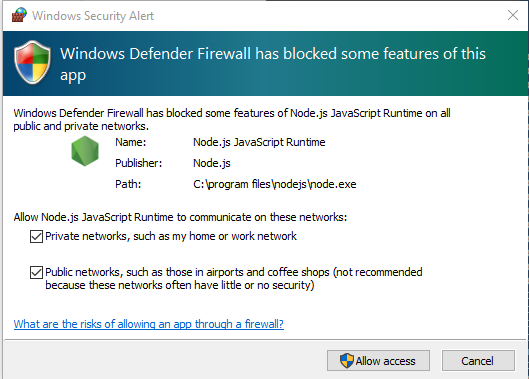 Windows Security Alert
Windows Defender Firewall has blocked some features of this
app
Windows Defender Firewall has blocked some features of Node.js JavaScript Runtime on all
public and private networks.
Name: Node.js JavaScript Runtime
Publisher: Node.js
Path: C:\program files\nodejs\node.exe
Allow Node.js JavaScript Runtime to communicate on these networks:
Private networks, such as my home or work network
Public networks, such as those in airports and coffee shops (not recommended
because these networks often have little or no security)
What are the risks of allowing an app through a firewall?
Allow access Cancel